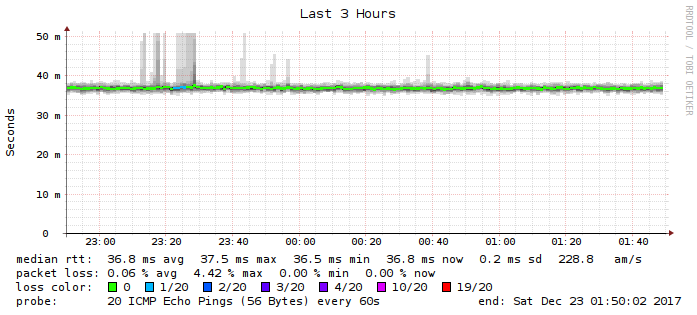 Last 3 Hours
RRDTOOL / TOBI OETIKER
Seconds
50 m
40 m
30 m
20 m
10 m
0
23:00 23:20 23:40 00:00 00:20 00:40 01:00 01:20 01:40
median rtt: 36.8 ms avg 37.5 ms max 36.5 ms min 36.8 ms now 0.2 ms sd 228.8 am/s
packet loss: 0.06 % avg 4.42 % max 0.00 % min 0.00 % now
loss color: 0 1/20 2/20 3/20 4/20 10/20 19/20
probe: 20 ICMP Echo Pings (56 Bytes) every 60s end: Sat Dec 23 01:50:02 2017